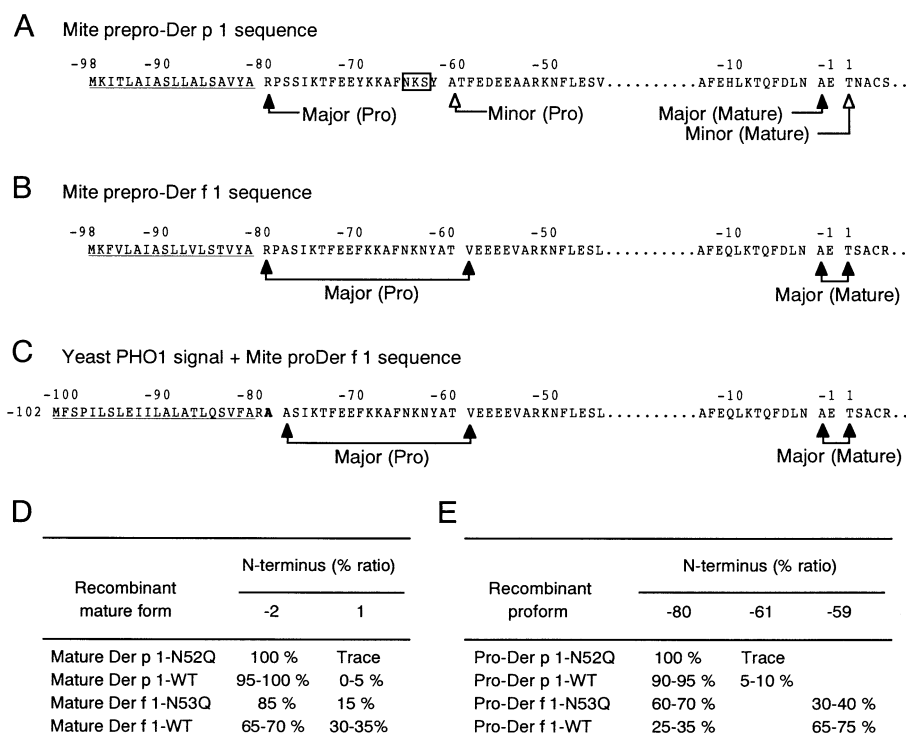 A Mite prepro-Der p 1 sequence
-98 -80 -70 -60 -50 -10 -1 1
MKITLAIASLLALSAVYA RPSSIKTFEEYKKAFNKSY ATFEDEEAARKNFLESV..............AFEHLKTQFDLN AE TNACS..
Major (Pro) Minor (Pro) Major (Mature)
Minor (Mature)
B Mite prepro-Der f 1 sequence
-98 -80 -70 -60 -50 -10 -1 1
MKFVLAIASLLVLSTVYA RPASIKTFEEFKKAFNKNYAT VEEEEVARKNFLESL..............AFEQLKTQFDLN AE TSACR..
Major (Pro) Major (Mature)
C Yeast PHO1 signal + Mite proDer f 1 sequence
-100 -90 -80 -70 -60 -50 -10 -1 1
-102 MFSPILSLEIILALATLQSVFARA ASIKTFEEFKKAFNKNYAT VEEEEVARKNFLESL..............AFEQLKTQFDLN AE TSACR..
Major (Pro) Major (Mature)
D
N-terminus (% ratio)
Recombinant
mature form
-2 1
Mature Der p 1-N52Q 100 % Trace
Mature Der p 1-WT 95-100 % 0-5 %
Mature Der f 1-N53Q 85 % 15 %
Mature Der f 1-WT 65-70 % 30-35%
E
N-terminus (% ratio)
Recombinant
proform
-80 -61 -59
Pro-Der p 1-N52Q 100 % Trace
Pro-Der p 1-WT 90-95 % 5-10 %
Pro-Der f 1-N53Q 60-70 % 30-40 %
Pro-Der f 1-WT 25-35 % 65-75 %